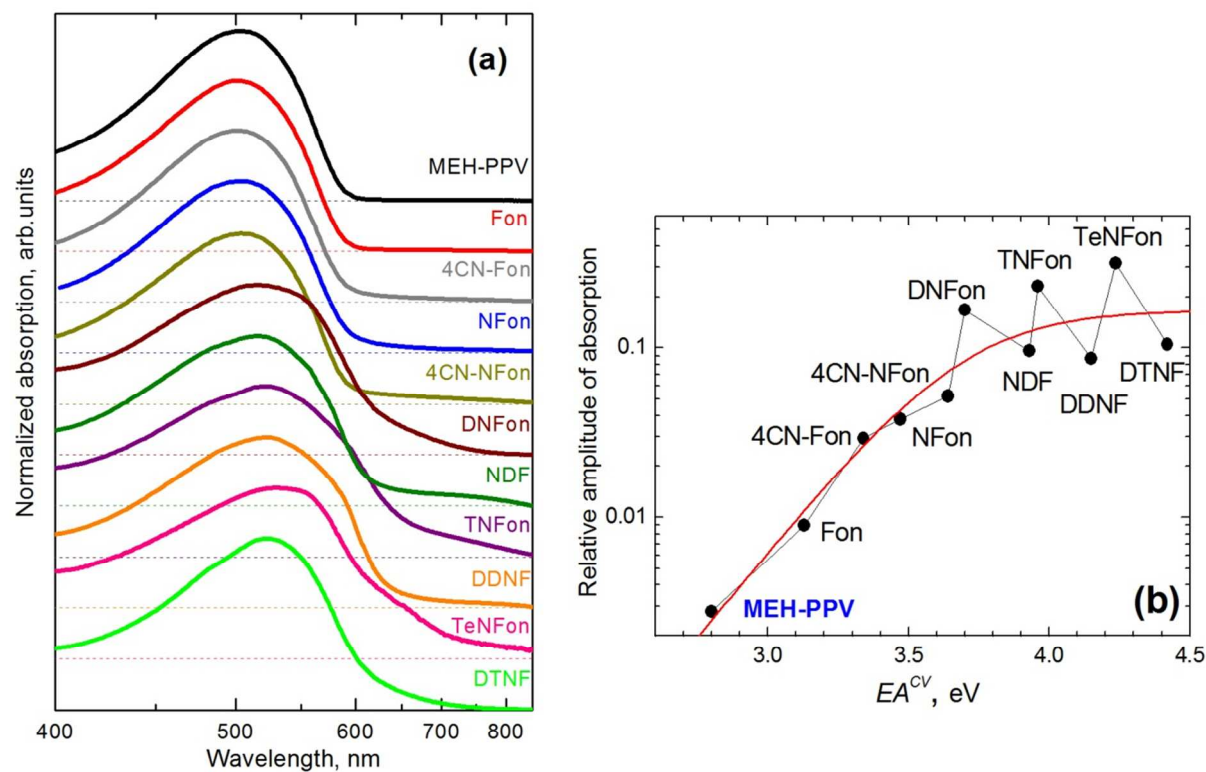 (a)
MEH-PPV
Fon
4CN-Fon
NFon
4CN-NFon
DNFon
NDF
TNFon
DDNF
TeNFon
DTNF
Normalized absorption, arb.units
400 500 600 700 800
Wavelength, nm
TeNFon
TNFon
DNFon
4CN-NFon
NDF
DTNF
DDNF
4CN-Fon
NFon
Fon
MEH-PPV
(b)
0.1
0.01
Relative amplitude of absorption
3.0 3.5 4.0 4.5
EA^CV, eV